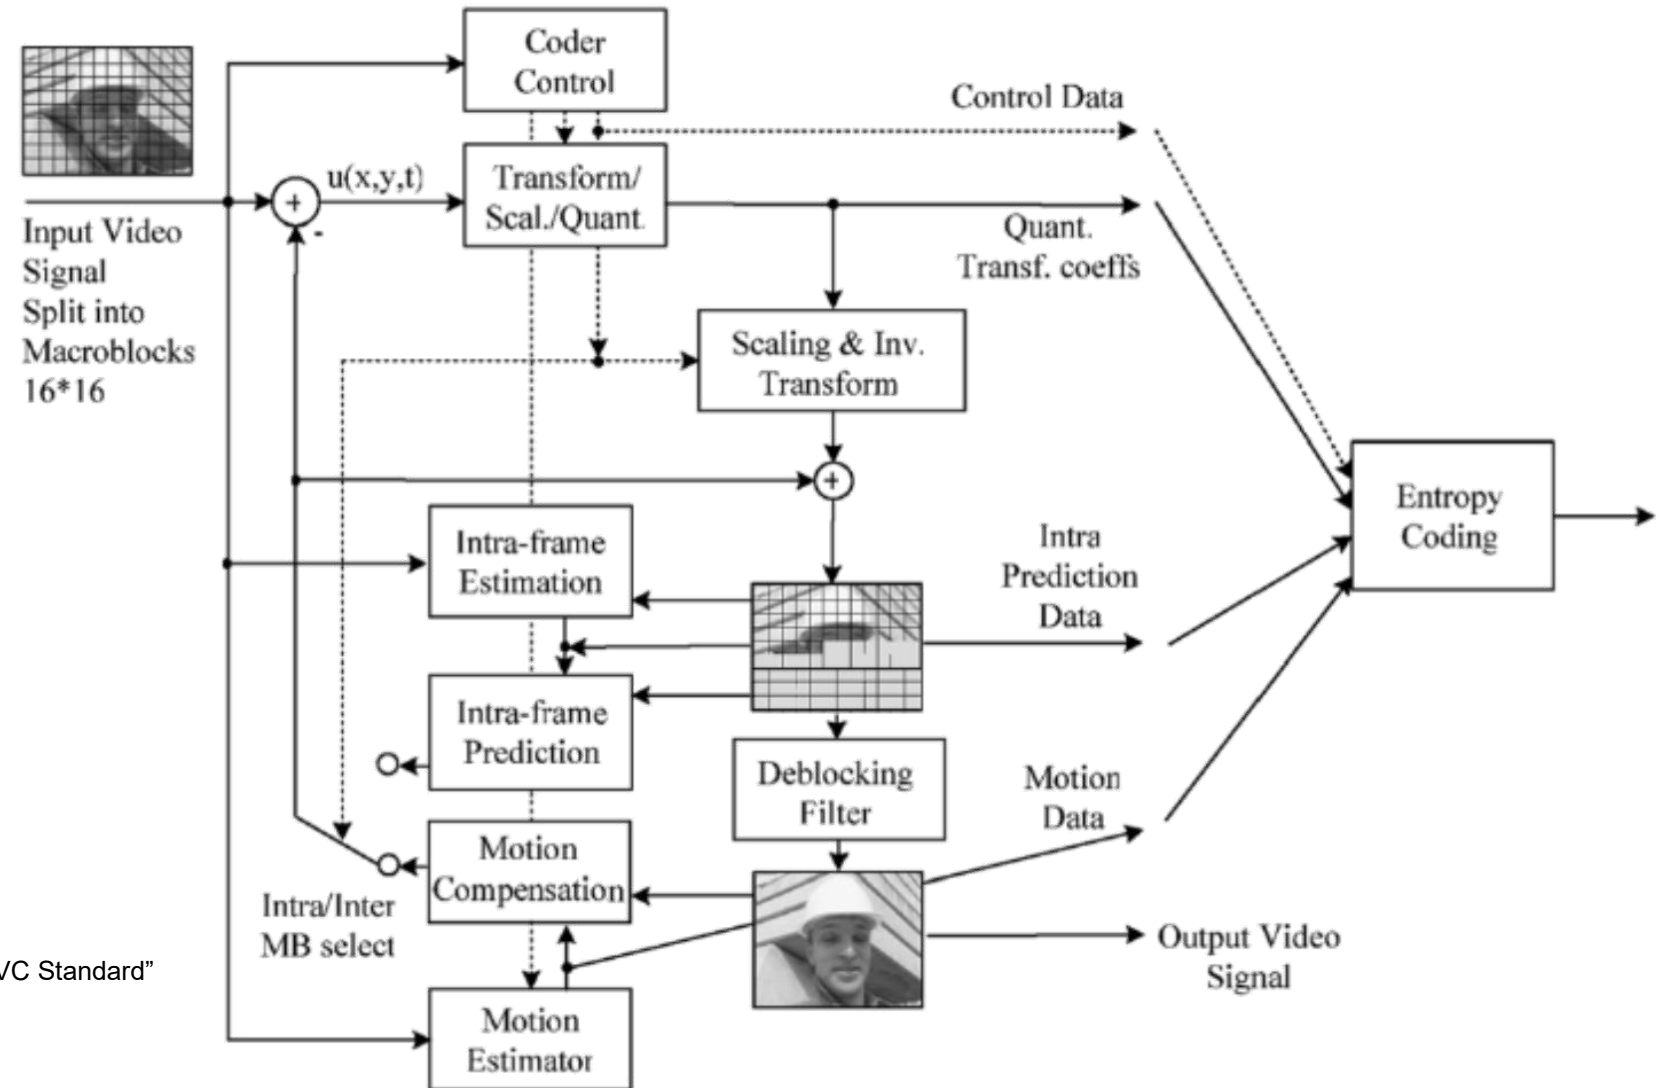 Coder
Control
Control Data
u(x,y,t)
Transform/
Scal./Quant.
+
-
Input Video
Signal
Split into
Macroblocks
16*16
Quant.
Transf. coeffs
Scaling & Inv.
Transform
+
Entropy
Coding
Intra-frame
Estimation
Intra
Prediction
Data
Intra-frame
Prediction
Deblocking
Filter
Motion
Data
Motion
Compensation
Intra/Inter
MB select
Output Video
Signal
VC Standard”
Motion
Estimator